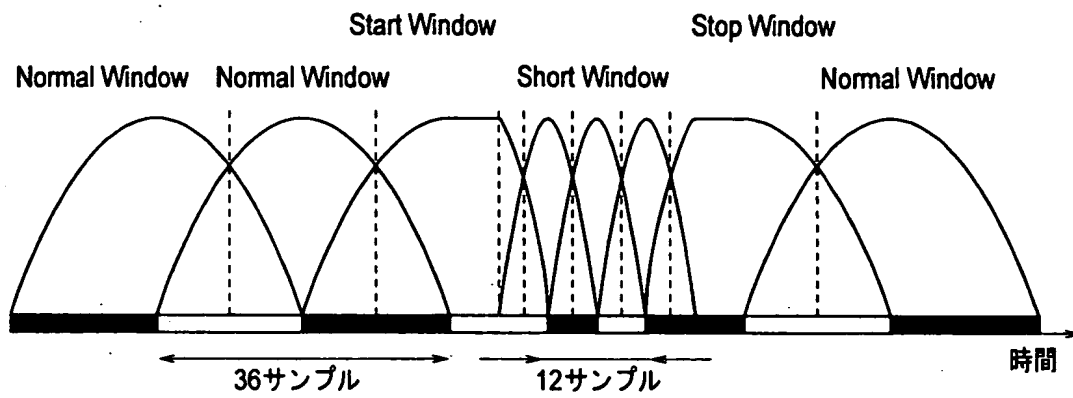 Start Window
Stop Window
Normal Window
Normal Window
Short Window
Normal Window
時間
36サンプル
12サンプル